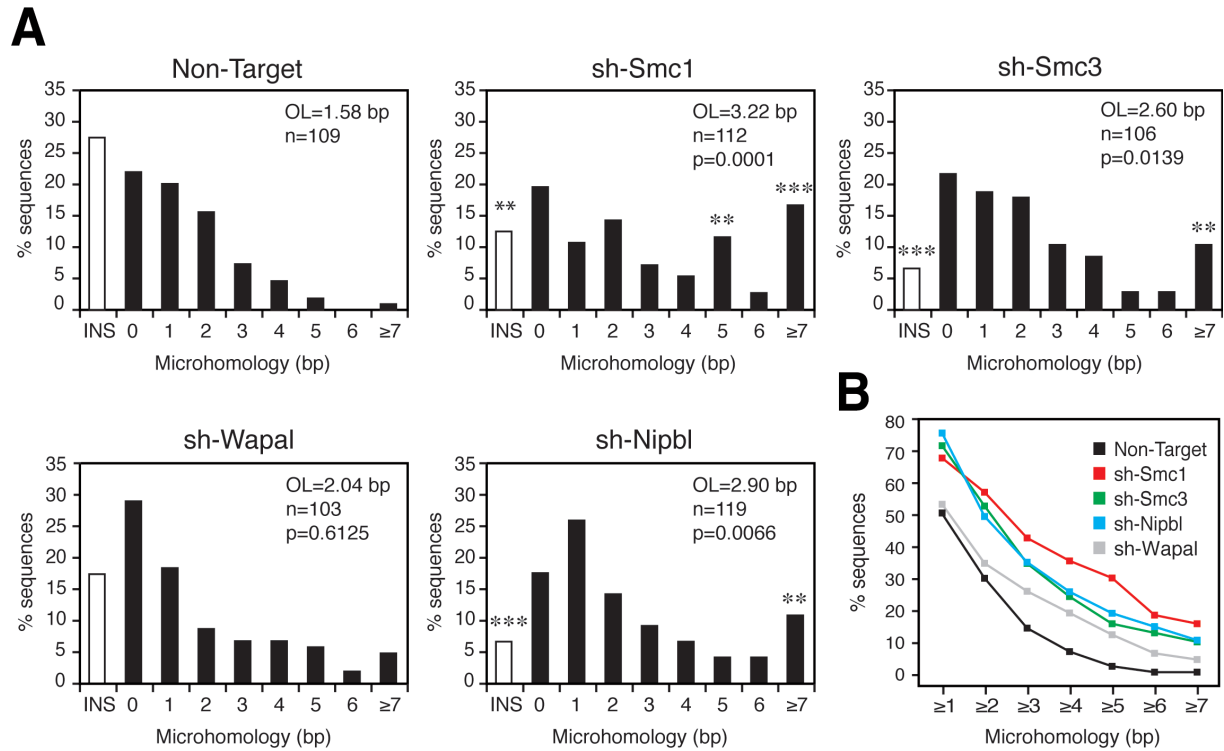 A
Non-Target
35
30
25
20
15
10
5
0
% sequences
OL=1.58 bp
n=109
INS 0 1 2 3 4 5 6 ≥7
Microhomology (bp)
sh-Smc1
35
30
25
20
15
10
5
0
% sequences
OL=3.22 bp
n=112
p=0.0001
**
**
***
INS 0 1 2 3 4 5 6 ≥7
Microhomology (bp)
sh-Smc3
35
30
25
20
15
10
5
0
% sequences
OL=2.60 bp
n=106
p=0.0139
***
**
INS 0 1 2 3 4 5 6 ≥7
Microhomology (bp)
sh-Wapal
35
30
25
20
15
10
5
0
% sequences
OL=2.04 bp
n=103
p=0.6125
INS 0 1 2 3 4 5 6 ≥7
Microhomology (bp)
sh-Nipbl
35
30
25
20
15
10
5
0
% sequences
OL=2.90 bp
n=119
p=0.0066
***
**
INS 0 1 2 3 4 5 6 ≥7
Microhomology (bp)
B
80
70
60
50
40
30
20
10
0
% sequences
Non-Target
sh-Smc1
sh-Smc3
sh-Nipbl
sh-Wapal
≥1 ≥2 ≥3 ≥4 ≥5 ≥6 ≥7
Microhomology (bp)